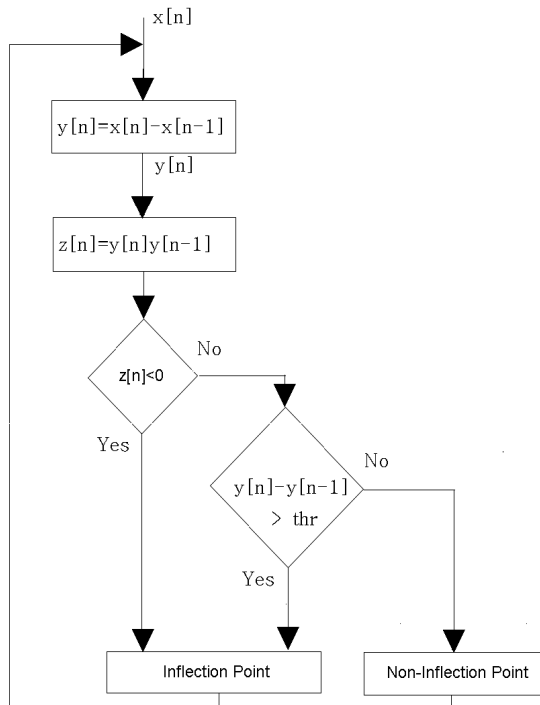 x[n]
y[n]=x[n]-x[n-1]
y[n]
z[n]=y[n]y[n-1]
No
z[n]<0
Yes
No
y[n]-y[n-1]
> thr
Yes
Inflection Point
Non-Inflection Point